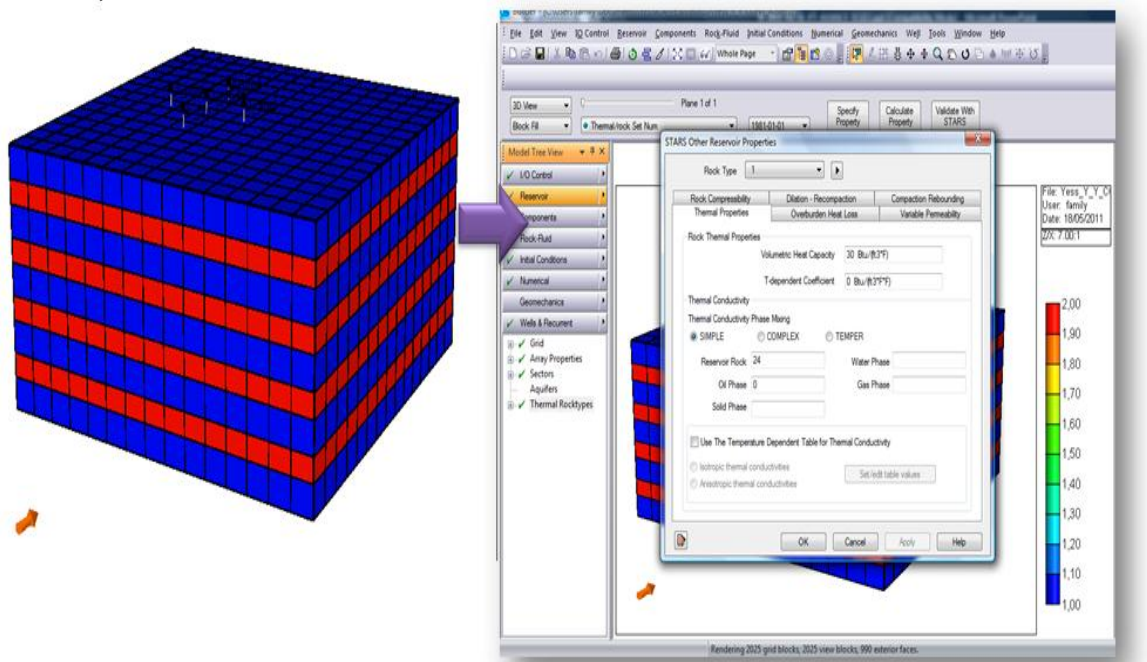 File Edit View IO Control Reservoir Components Rock-Fluid Initial Conditions Numerical Geomechanics Well Tools Window Help
Whole Page
3D View
Plane 1 of 1
Block Fill
Thermal/rock Set Num
1981-01-01
Specify Property
Calculate Property
Validate With STARS
Model Tree View
I/O Control
Reservoir
Components
Rock-Fluid
Initial Conditions
Numerical
Geomechanics
Wells & Recurrent
Grid
Array Properties
Sectors
Aquifers
Thermal Rocktypes
STARS Other Reservoir Properties
Rock Type 1
Rock Compressibility Dilation - Recompaction Compaction Rebounding
Thermal Properties Overburden Heat Loss Variable Permeability
Rock Thermal Properties
Volumetric Heat Capacity 30 Btu/(ft3*F)
T-dependent Coefficient 0 Btu/(ft3*F*F)
Thermal Conductivity
Thermal Conductivity Phase Mixing
SIMPLE COMPLEX TEMPER
Reservoir Rock 24 Water Phase
Oil Phase 0 Gas Phase
Solid Phase
Use The Temperature Dependent Table for Thermal Conductivity
Isotropic thermal conductivities
Anisotropic thermal conductivities
Set/edit table values
OK Cancel Apply Help
File: Yess_Y_Y_C
User: family
Date: 18/05/2011
Z/X: 7.00:1
2,00
1,90
1,80
1,70
1,60
1,50
1,40
1,30
1,20
1,10
1,00
Rendering 2025 grid blocks, 2025 view blocks, 990 exterior faces.